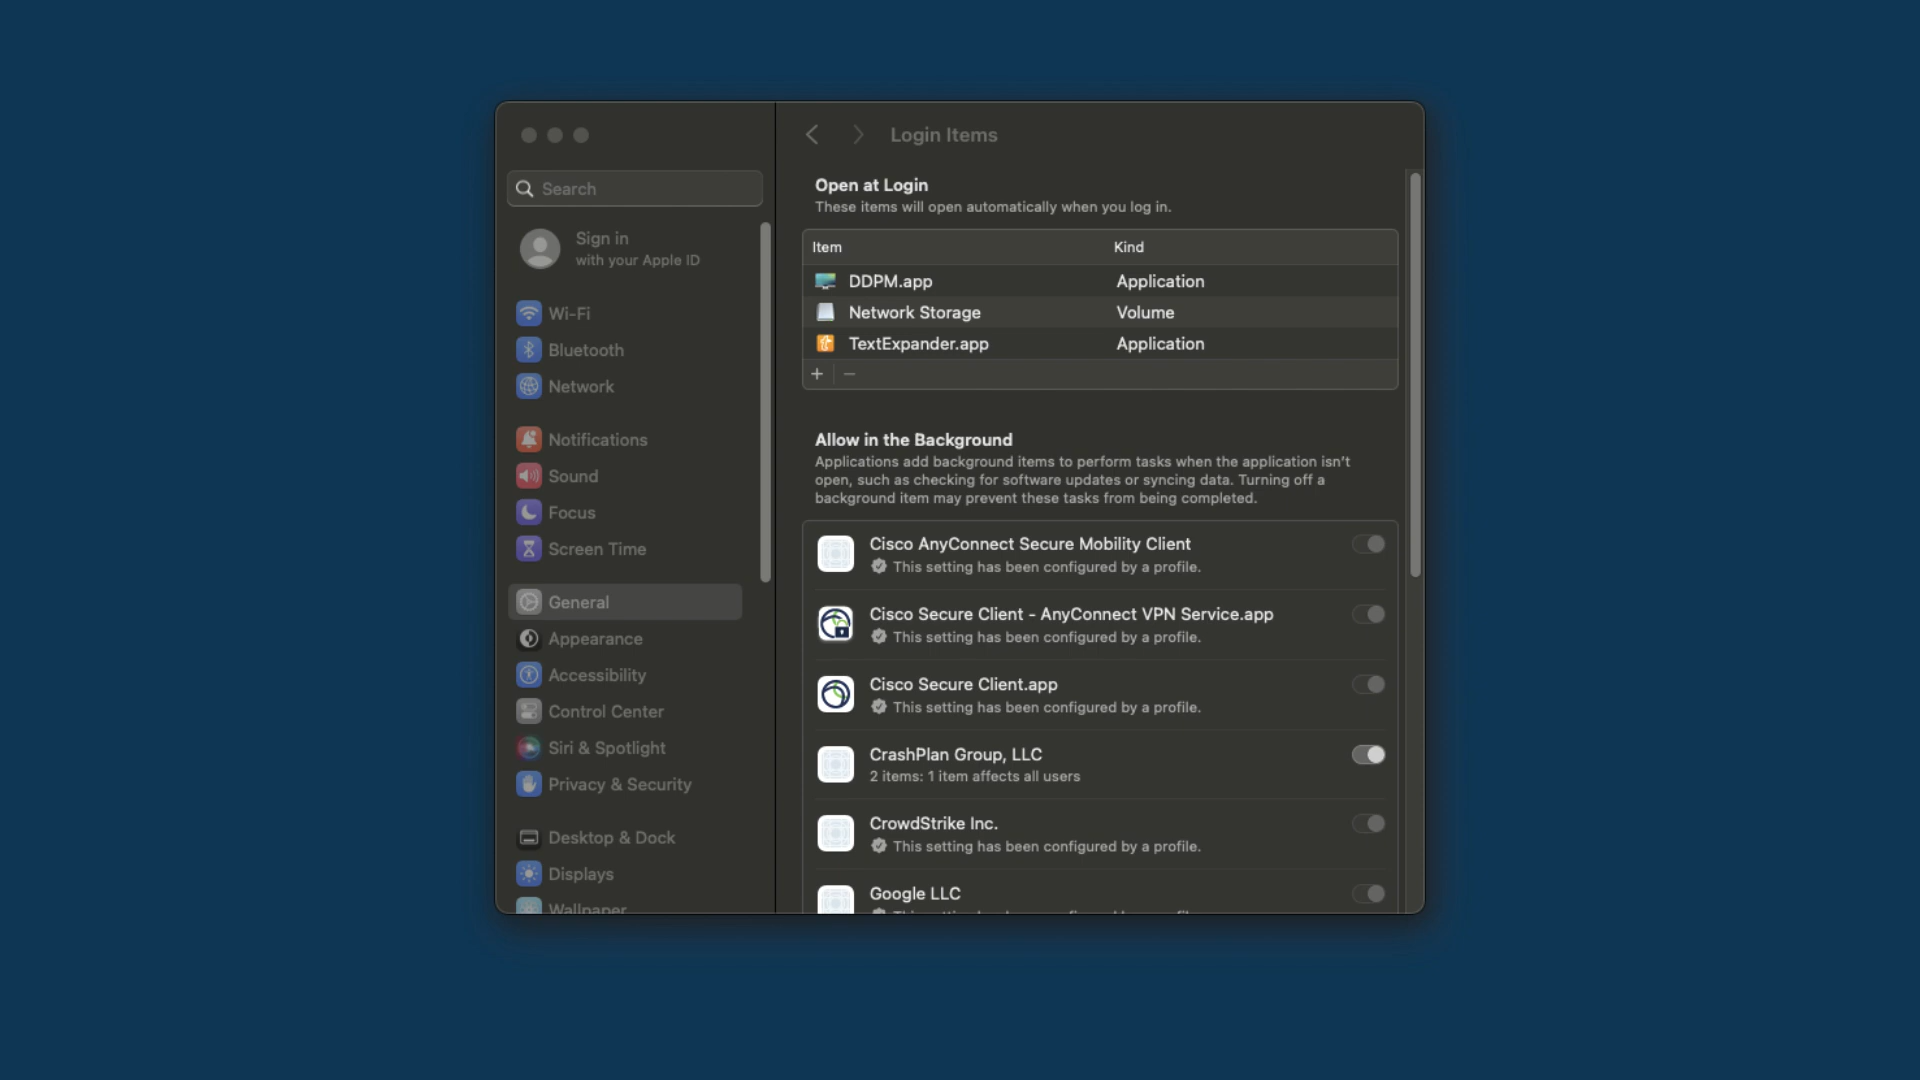 Login Items
Search
Sign in
with your Apple ID
Wi-Fi
Bluetooth
Network
Notifications
Sound
Focus
Screen Time
General
Appearance
Accessibility
Control Center
Siri & Spotlight
Privacy & Security
Desktop & Dock
Displays
Wallpaper
Open at Login
These items will open automatically when you log in.
Item Kind
DDPM.app Application
Network Storage Volume
TextExpander.app Application
+ −
Allow in the Background
Applications add background items to perform tasks when the application isn't
open, such as checking for software updates or syncing data. Turning off a
background item may prevent these tasks from being completed.
Cisco AnyConnect Secure Mobility Client
This setting has been configured by a profile.
Cisco Secure Client - AnyConnect VPN Service.app
This setting has been configured by a profile.
Cisco Secure Client.app
This setting has been configured by a profile.
CrashPlan Group, LLC
2 items: 1 item affects all users
CrowdStrike Inc.
This setting has been configured by a profile.
Google LLC